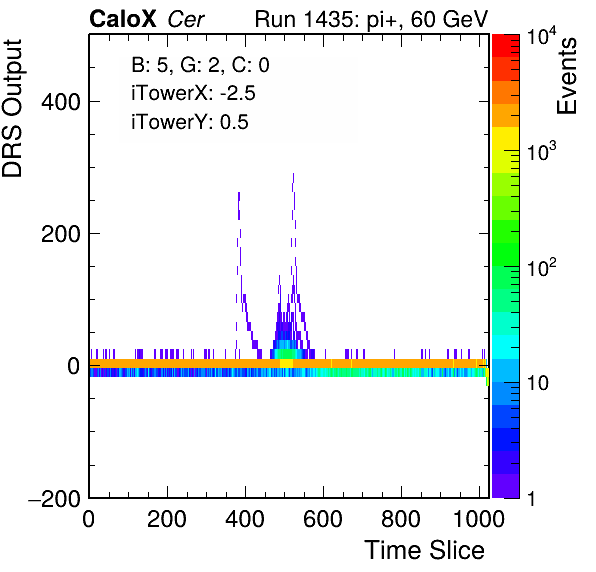 CaloX Cer Run 1435: pi+, 60 GeV
B: 5, G: 2, C: 0
iTowerX: -2.5
iTowerY: 0.5
DRS Output
400
200
0
−200
0 200 400 600 800 1000
Time Slice
Events
10^4
10^3
10^2
10
1